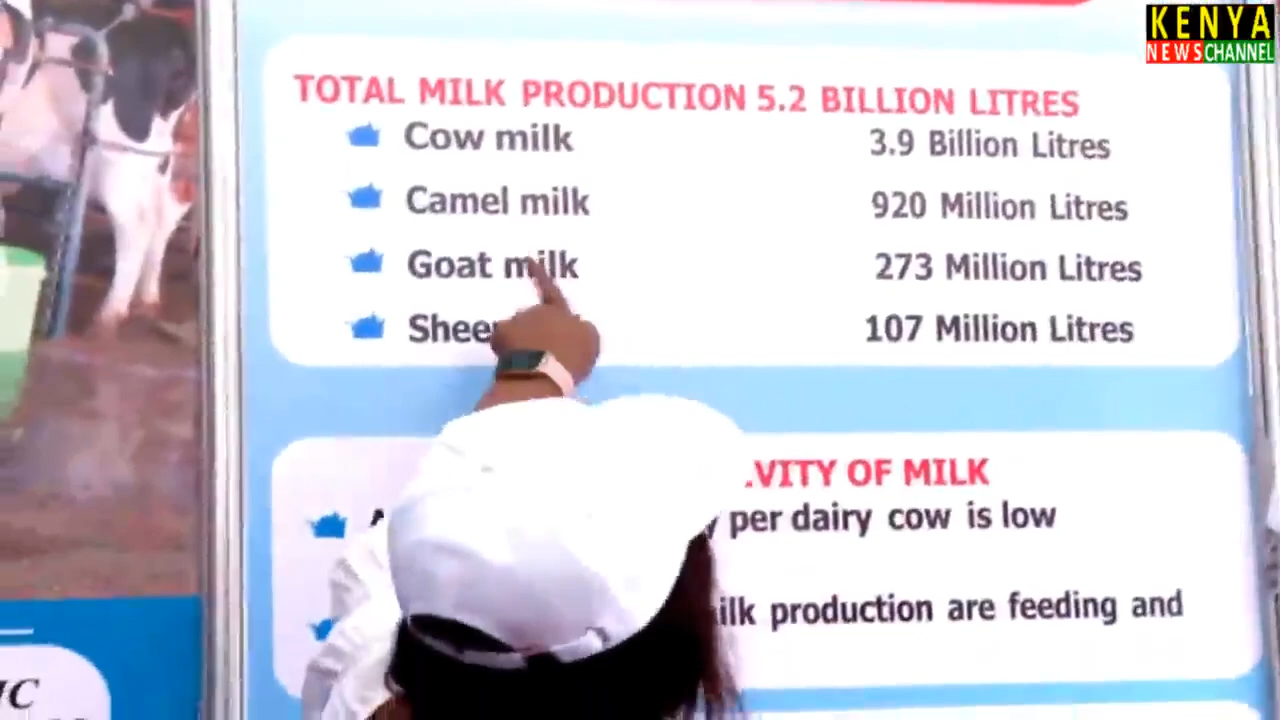 KENYA
NEWS CHANNEL
TOTAL MILK PRODUCTION 5.2 BILLION LITRES
Cow milk 3.9 Billion Litres
Camel milk 920 Million Litres
Goat milk 273 Million Litres
107 Million Litres
OF MILK
per dairy cow is low
production are feeding and